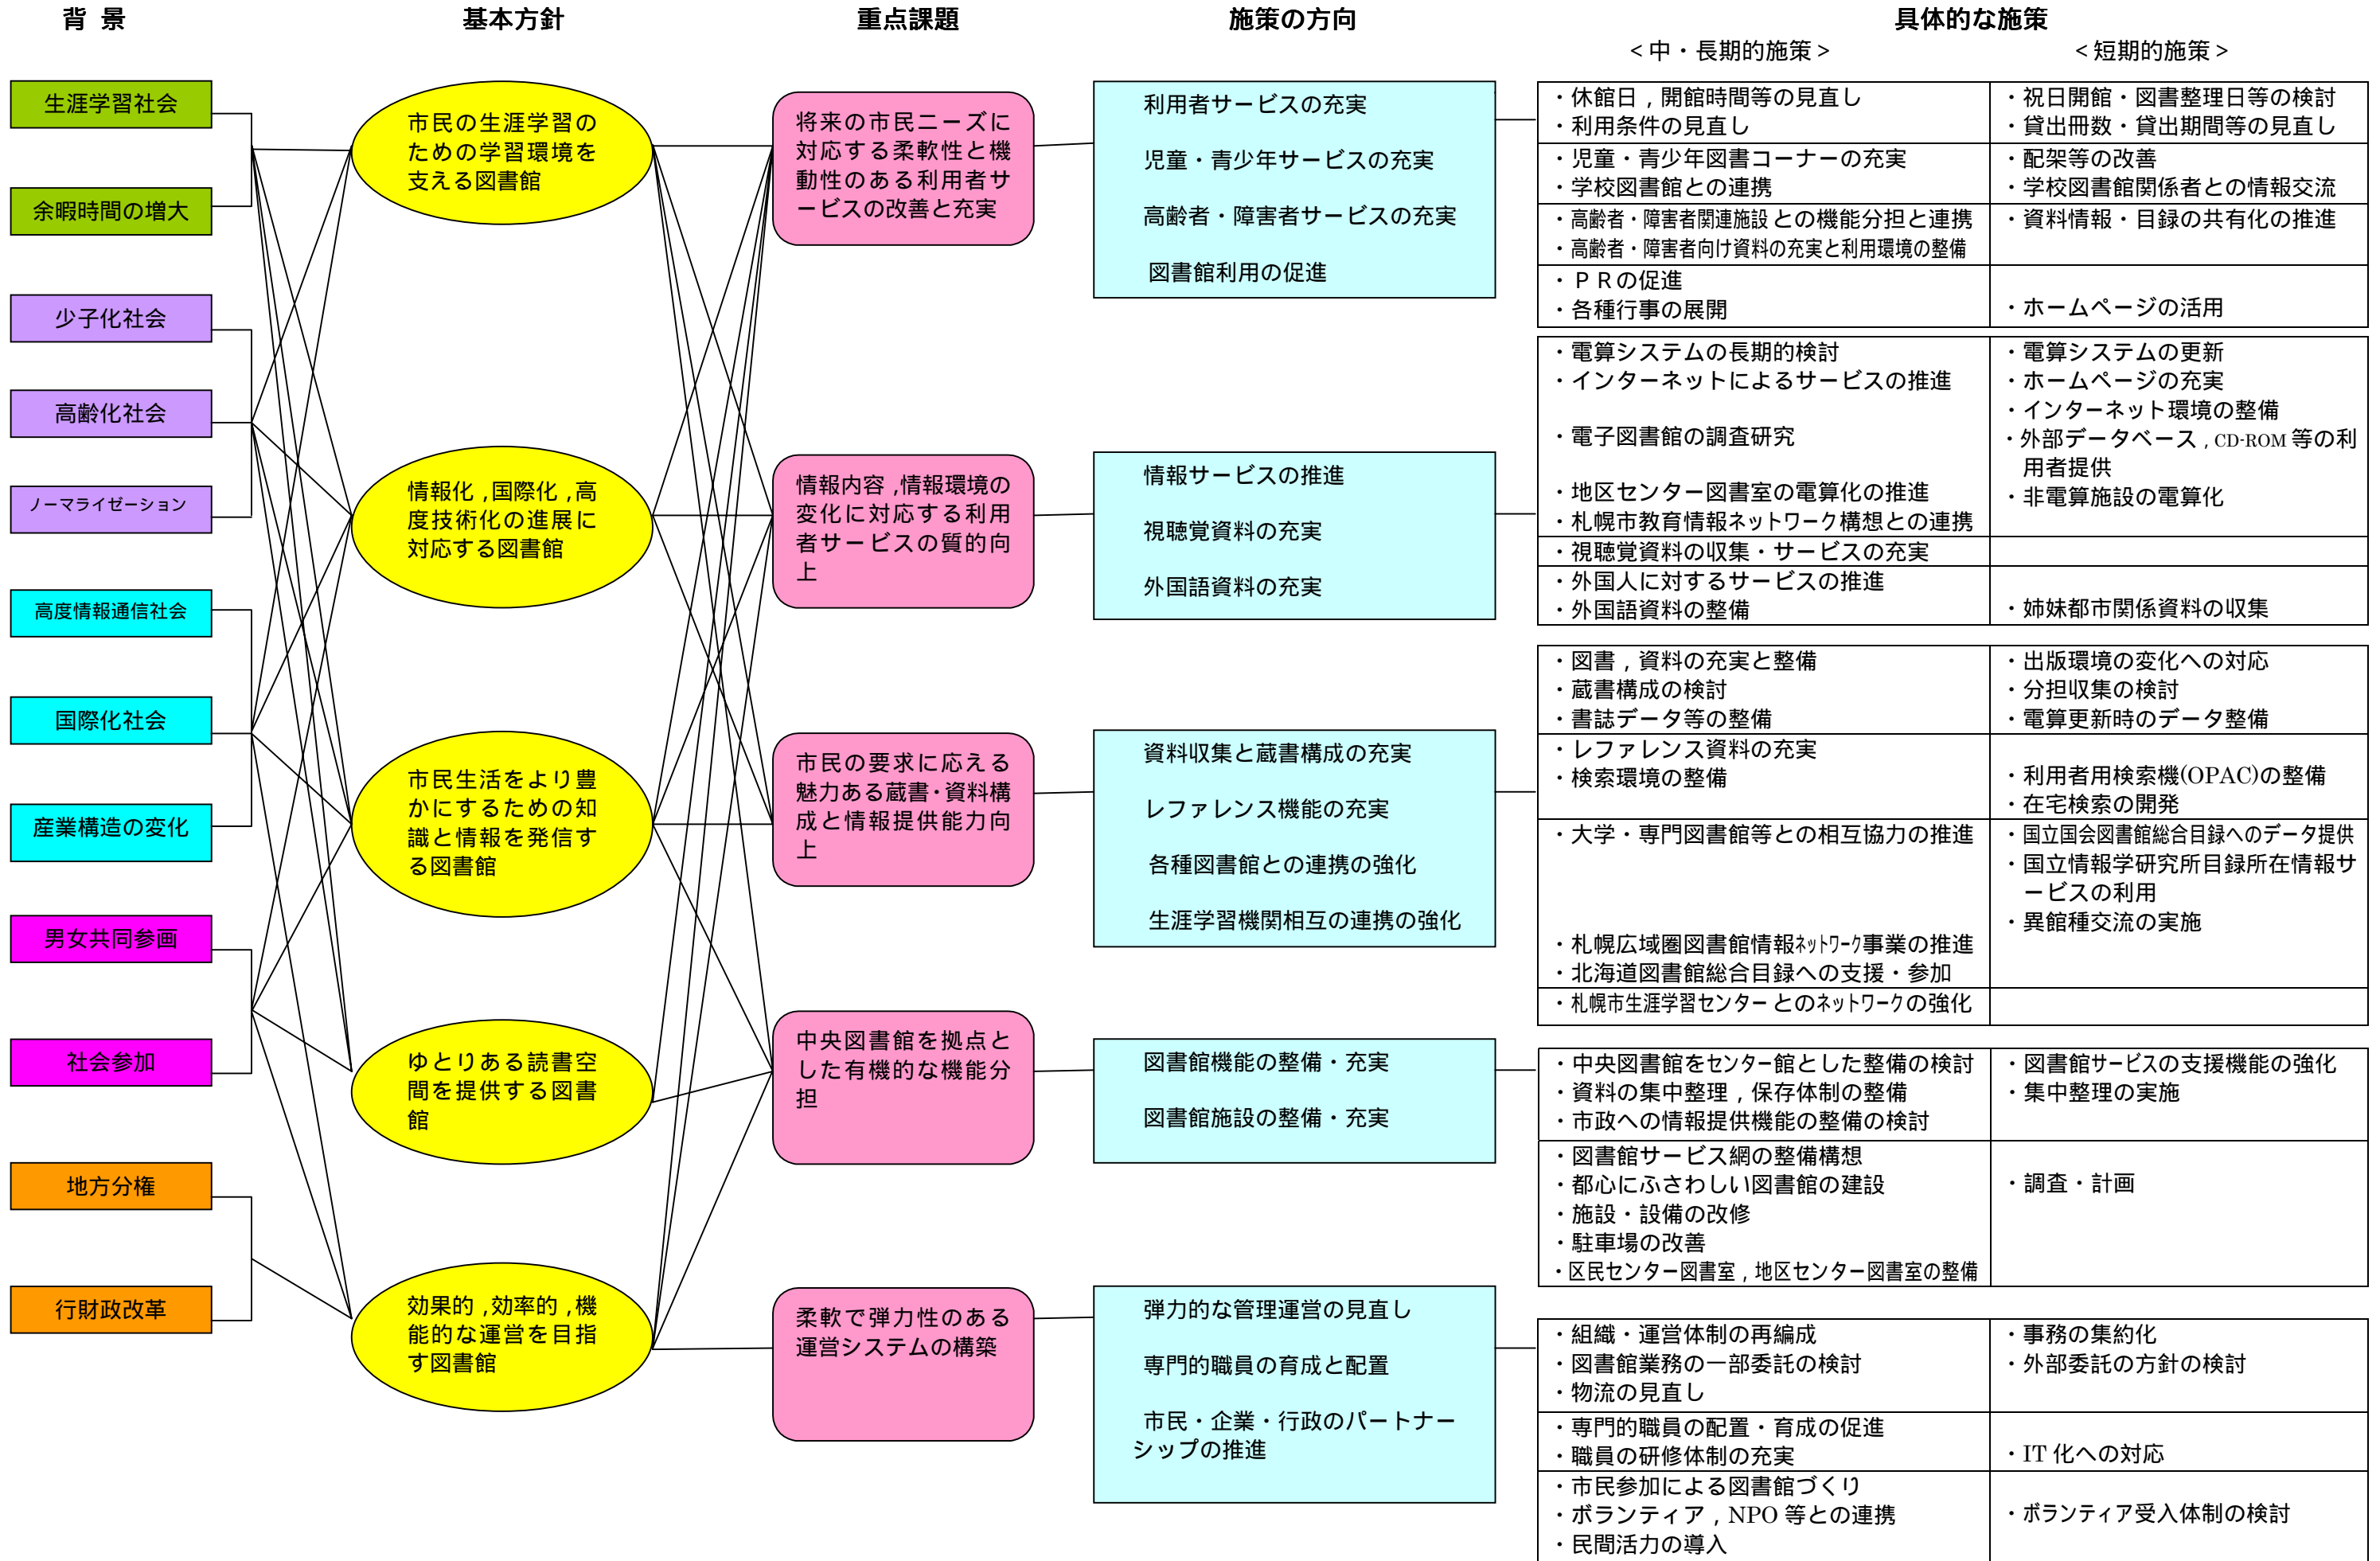 背 景
基本方針
重点課題
施策の方向
具体的な施策
<中・長期的施策>
<短期的施策>
生涯学習社会
余暇時間の増大
少子化社会
高齢化社会
ノーマライゼーション
高度情報通信社会
国際化社会
産業構造の変化
男女共同参画
社会参加
地方分権
行財政改革
市民の生涯学習の
ための学習環境を
支える図書館
情報化,国際化,高
度技術化の進展に
対応する図書館
市民生活をより豊
かにするための知
識と情報を発信す
る図書館
ゆとりある読書空
間を提供する図書
館
効果的,効率的,機
能的な運営を目指
す図書館
将来の市民ニーズに
対応する柔軟性と機
動性のある利用者サ
ービスの改善と充実
情報内容,情報環境の
変化に対応する利用
者サービスの質的向
上
市民の要求に応える
魅力ある蔵書・資料構
成と情報提供能力向
上
中央図書館を拠点と
した有機的な機能分
担
柔軟で弾力性のある
運営システムの構築
利用者サービスの充実
児童・青少年サービスの充実
高齢者・障害者サービスの充実
図書館利用の促進
情報サービスの推進
視聴覚資料の充実
外国語資料の充実
資料収集と蔵書構成の充実
レファレンス機能の充実
各種図書館との連携の強化
生涯学習機関相互の連携の強化
図書館機能の整備・充実
図書館施設の整備・充実
弾力的な管理運営の見直し
専門的職員の育成と配置
市民・企業・行政のパートナー
シップの推進
・休館日,開館時間等の見直し
・利用条件の見直し
・祝日開館・図書整理日等の検討
・貸出冊数・貸出期間等の見直し
・児童・青少年図書コーナーの充実
・学校図書館との連携
・配架等の改善
・学校図書館関係者との情報交流
・高齢者・障害者関連施設との機能分担と連携
・高齢者・障害者向け資料の充実と利用環境の整備
・資料情報・目録の共有化の推進
・PRの促進
・各種行事の展開
・ホームページの活用
・電算システムの長期的検討
・インターネットによるサービスの推進
・電子図書館の調査研究
・地区センター図書室の電算化の推進
・札幌市教育情報ネットワーク構想との連携
・電算システムの更新
・ホームページの充実
・インターネット環境の整備
・外部データベース,CD-ROM 等の利
用者提供
・非電算施設の電算化
・視聴覚資料の収集・サービスの充実
・外国人に対するサービスの推進
・外国語資料の整備
・姉妹都市関係資料の収集
・図書,資料の充実と整備
・蔵書構成の検討
・書誌データ等の整備
・出版環境の変化への対応
・分担収集の検討
・電算更新時のデータ整備
・レファレンス資料の充実
・検索環境の整備
・利用者用検索機(OPAC)の整備
・在宅検索の開発
・大学・専門図書館等との相互協力の推進
・札幌広域圏図書館情報ネットワーク事業の推進
・北海道図書館総合目録への支援・参加
・国立国会図書館総合目録へのデータ提供
・国立情報学研究所目録所在情報サ
ービスの利用
・異館種交流の実施
・札幌市生涯学習センターとのネットワークの強化
・中央図書館をセンター館とした整備の検討
・資料の集中整理,保存体制の整備
・市政への情報提供機能の整備の検討
・図書館サービスの支援機能の強化
・集中整理の実施
・図書館サービス網の整備構想
・都心にふさわしい図書館の建設
・施設・設備の改修
・駐車場の改善
・区民センター図書室,地区センター図書室の整備
・調査・計画
・組織・運営体制の再編成
・図書館業務の一部委託の検討
・物流の見直し
・事務の集約化
・外部委託の方針の検討
・専門的職員の配置・育成の促進
・職員の研修体制の充実
・IT 化への対応
・市民参加による図書館づくり
・ボランティア,NPO 等との連携
・民間活力の導入
・ボランティア受入体制の検討